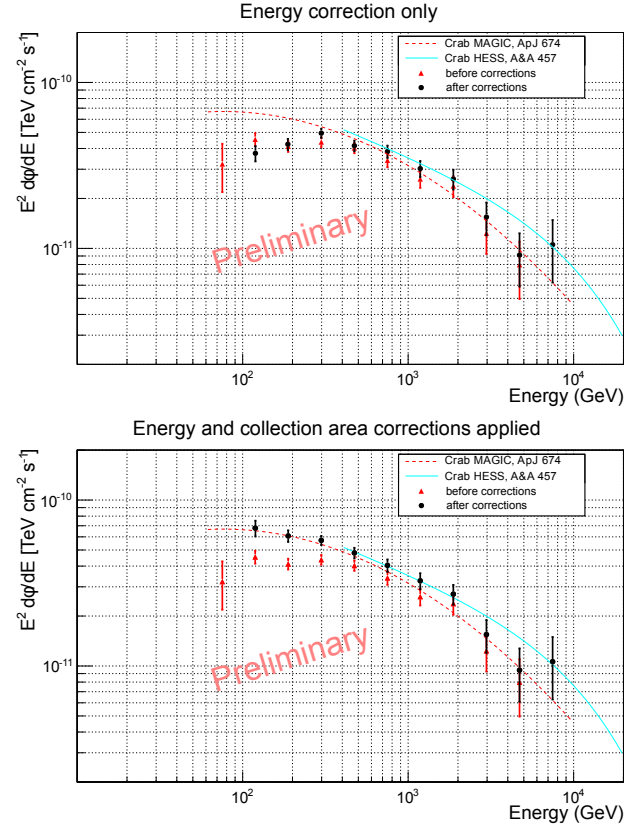 Energy correction only
E² dφ/dE [TeV cm⁻² s⁻¹]
Crab MAGIC, ApJ 674
Crab HESS, A&A 457
before corrections
after corrections
10⁻¹⁰
10⁻¹¹
Preliminary
10² 10³ 10⁴
Energy (GeV)
Energy and collection area corrections applied
E² dφ/dE [TeV cm⁻² s⁻¹]
Crab MAGIC, ApJ 674
Crab HESS, A&A 457
before corrections
after corrections
10⁻¹⁰
10⁻¹¹
Preliminary
10² 10³ 10⁴
Energy (GeV)